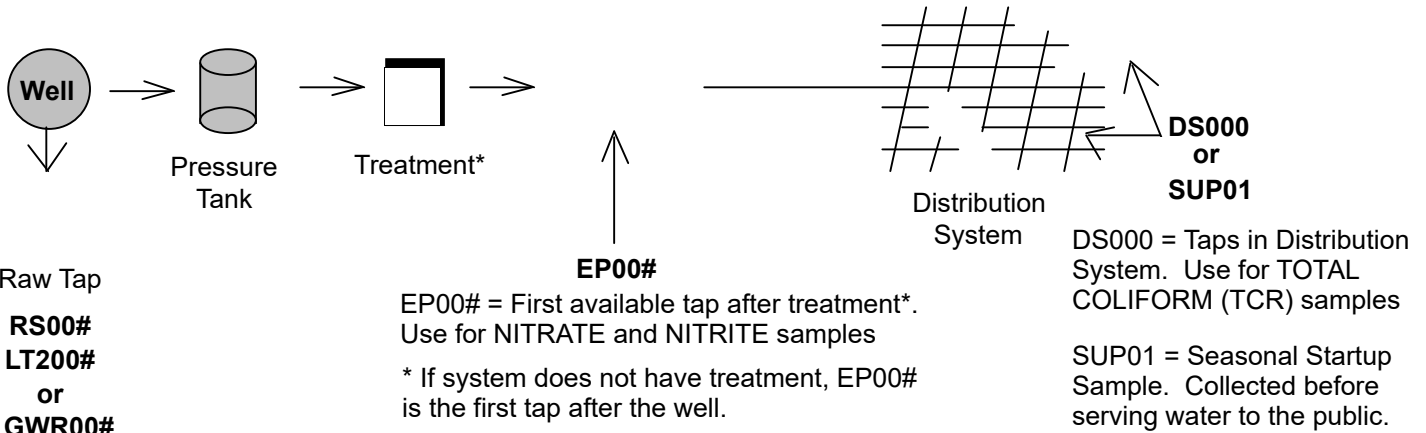 Well
Pressure
Tank
Treatment*
Distribution
System
DS000
or
SUP01
Raw Tap
RS00#
LT200#
or
GWR00#
EP00#
EP00# = First available tap after treatment*.
Use for NITRATE and NITRITE samples
* If system does not have treatment, EP00#
is the first tap after the well.
DS000 = Taps in Distribution
System. Use for TOTAL
COLIFORM (TCR) samples
SUP01 = Seasonal Startup
Sample. Collected before
serving water to the public.